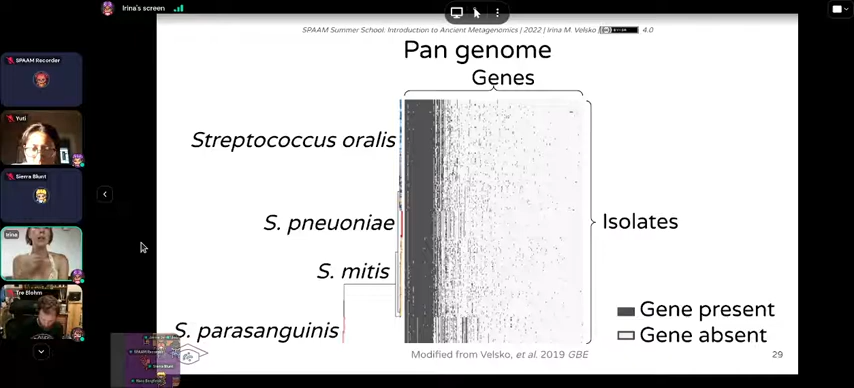 Irina's screen
SPAAM Summer School: Introduction to Ancient Metagenomics | 2022 | Irina M. Velsko
4.0
Pan genome
Genes
SPAAM Recorder
Yuti
Sierra Blunt
Irina
Tre Blohm
Streptococcus oralis
S. pneuoniae
S. mitis
S. parasanguinis
Isolates
Gene present
Gene absent
Modified from Velsko, et al. 2019 GBE
29